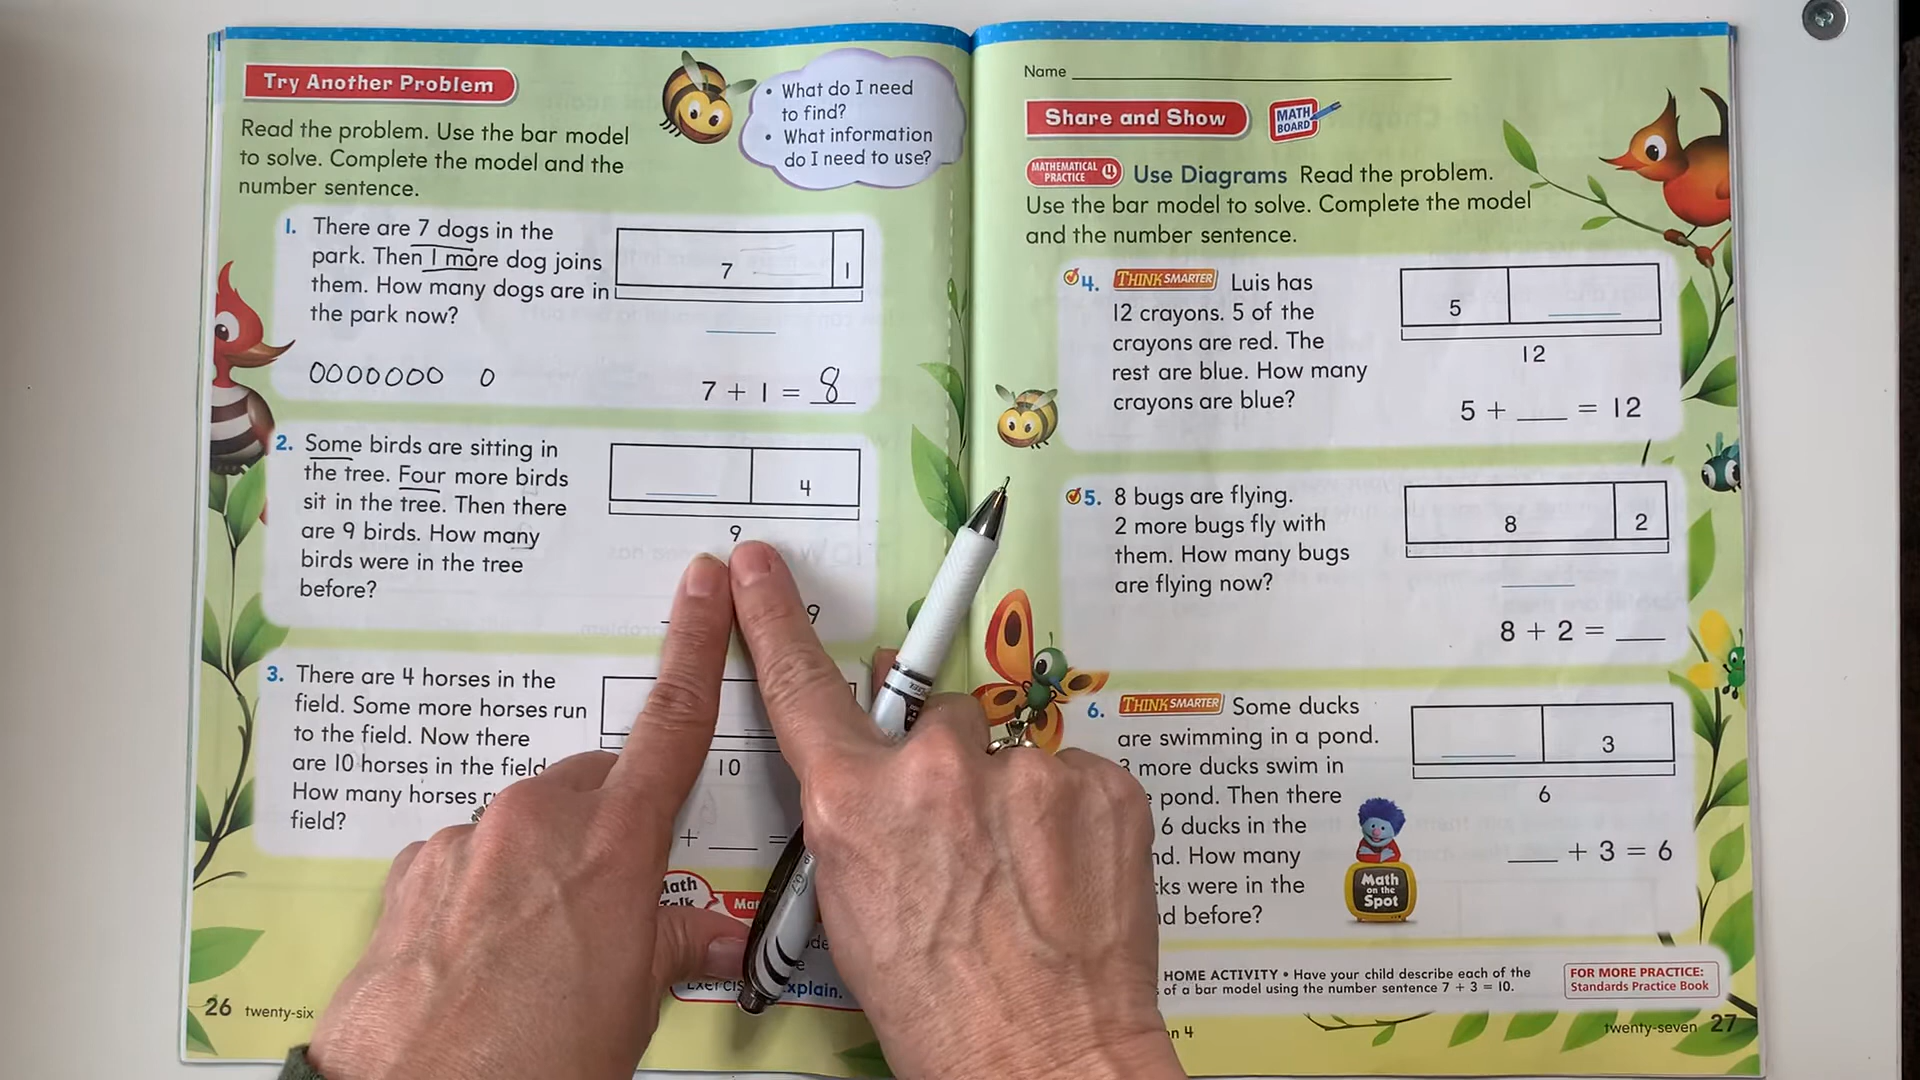 Try Another Problem
• What do I need
to find?
• What information
do I need to use?
Read the problem. Use the bar model
to solve. Complete the model and the
number sentence.
1. There are 7 dogs in the
park. Then 1 more dog joins
them. How many dogs are in
the park now?
7 1
0000000 0
7 + 1 = 8
2. Some birds are sitting in
the tree. Four more birds
sit in the tree. Then there
are 9 birds. How many
birds were in the tree
before?
4
9
9
3. There are 4 horses in the
field. Some more horses run
to the field. Now there
are 10 horses in the field
How many horses
field?
10
+ ___ =
Math
Explain.
26 twenty-six
Name
Share and Show
MATH
BOARD
MATHEMATICAL
PRACTICE 4
Use Diagrams Read the problem.
Use the bar model to solve. Complete the model
and the number sentence.
4. THINK SMARTER Luis has
12 crayons. 5 of the
crayons are red. The
rest are blue. How many
crayons are blue?
5
12
5 + ___ = 12
5. 8 bugs are flying.
2 more bugs fly with
them. How many bugs
are flying now?
8 2
8 + 2 = ___
6. THINK SMARTER Some ducks
are swimming in a pond.
3 more ducks swim in
pond. Then there
6 ducks in the
How many
were in the
before?
3
6
___ + 3 = 6
Math
on the
Spot
HOME ACTIVITY • Have your child describe each of the
of a bar model using the number sentence 7 + 3 = 10.
FOR MORE PRACTICE:
Standards Practice Book
4
twenty-seven 27